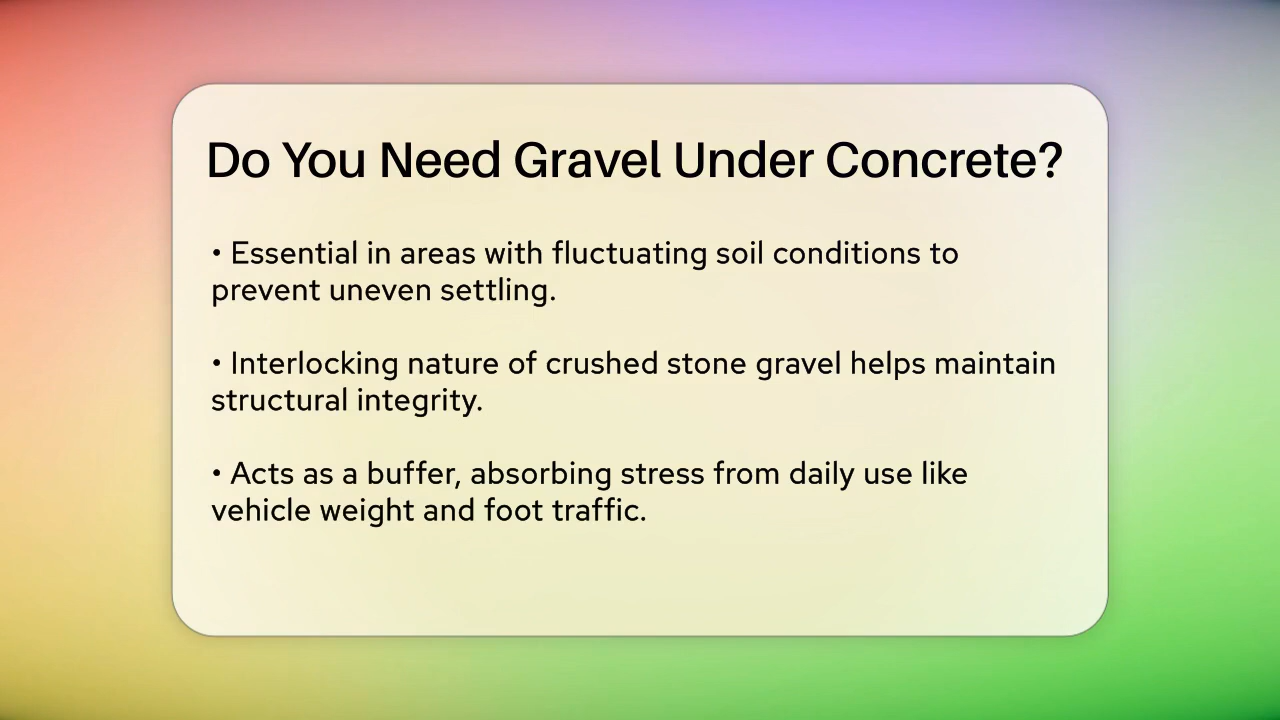 Do You Need Gravel Under Concrete?
• Essential in areas with fluctuating soil conditions to
prevent uneven settling.
• Interlocking nature of crushed stone gravel helps maintain
structural integrity.
• Acts as a buffer, absorbing stress from daily use like
vehicle weight and foot traffic.